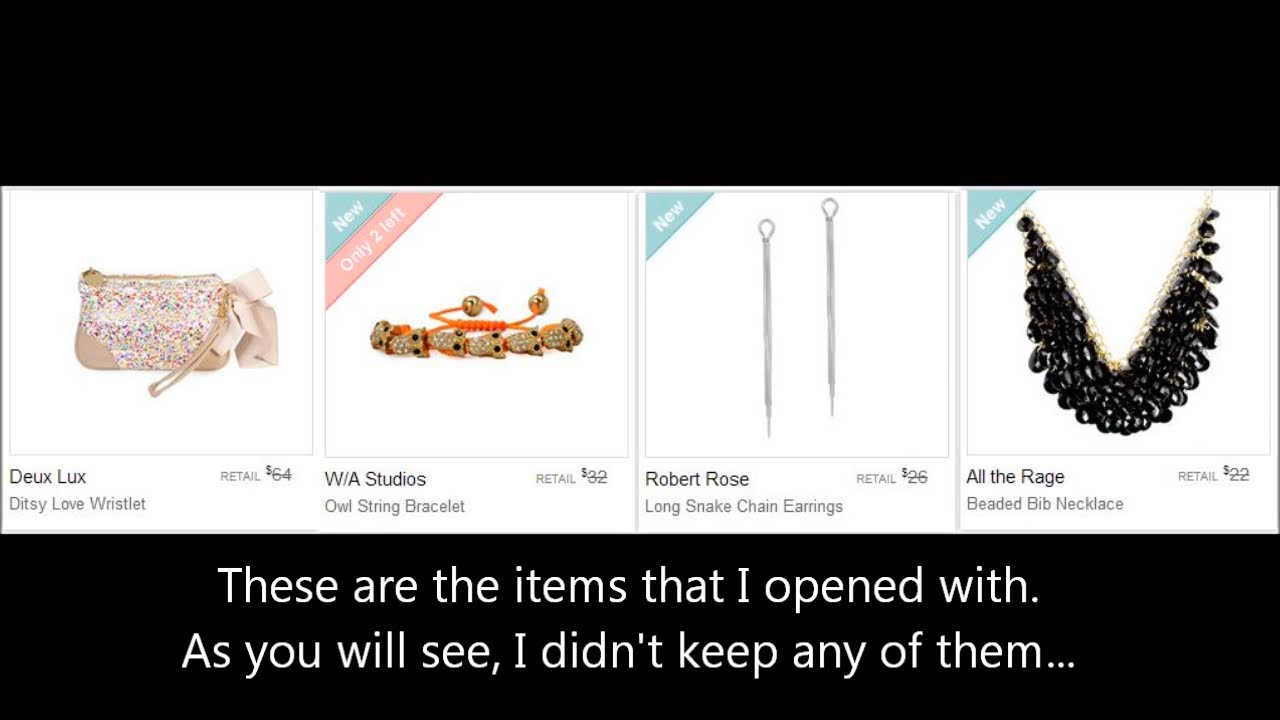 New
Only 2 left
New
New
Deux Lux RETAIL $64
Ditsy Love Wristlet
W/A Studios RETAIL $32
Owl String Bracelet
Robert Rose RETAIL $26
Long Snake Chain Earrings
All the Rage RETAIL $22
Beaded Bib Necklace
These are the items that I opened with.
As you will see, I didn't keep any of them...